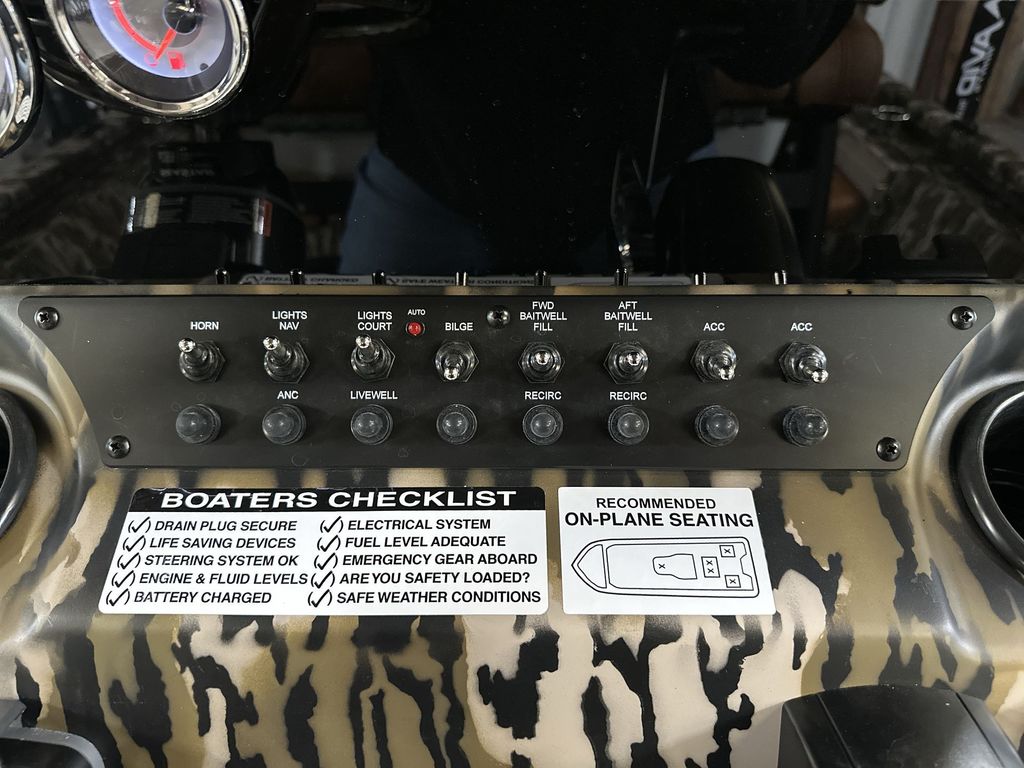 HORN
LIGHTS
NAV
LIGHTS
COURT
AUTO
BILGE
FWD
BAITWELL
FILL
AFT
BAITWELL
FILL
ACC
ACC
ANC
LIVEWELL
RECIRC
RECIRC
BOATERS CHECKLIST
DRAIN PLUG SECURE
LIFE SAVING DEVICES
STEERING SYSTEM OK
ENGINE & FLUID LEVELS
BATTERY CHARGED
ELECTRICAL SYSTEM
FUEL LEVEL ADEQUATE
EMERGENCY GEAR ABOARD
ARE YOU SAFETY LOADED?
SAFE WEATHER CONDITIONS
RECOMMENDED
ON-PLANE SEATING
X
X
X
X
X